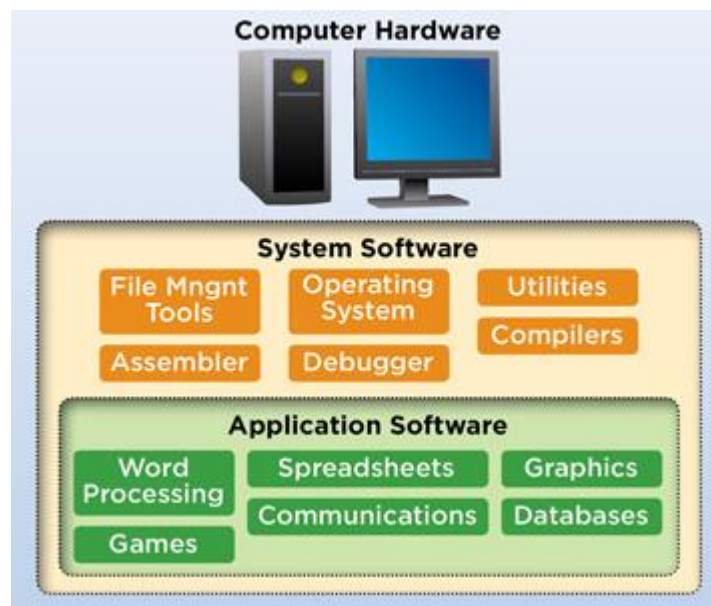 Computer Hardware
System Software
File Mngnt
Tools
Operating
System
Utilities
Compilers
Assembler
Debugger
Application Software
Word
Processing
Spreadsheets
Graphics
Communications
Databases
Games